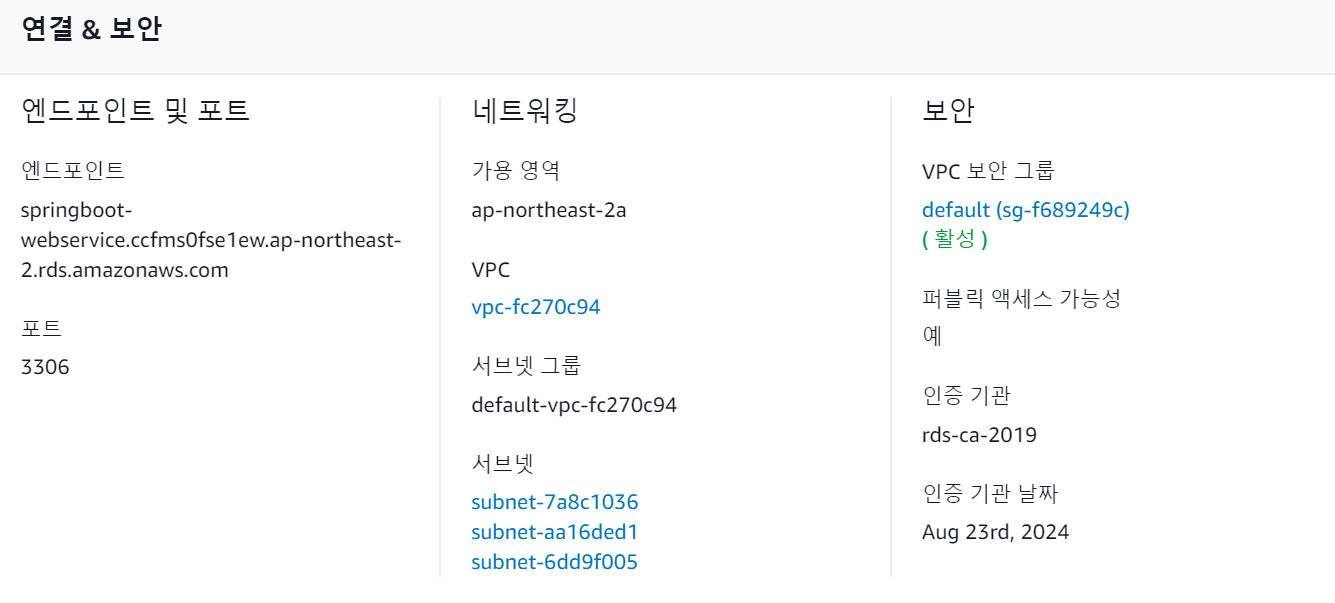 연결 & 보안
엔드포인트 및 포트
엔드포인트
springboot-
webservice.ccfms0fse1ew.ap-northeast-
2.rds.amazonaws.com
포트
3306
네트워킹
가용 영역
ap-northeast-2a
VPC
vpc-fc270c94
서브넷 그룹
default-vpc-fc270c94
서브넷
subnet-7a8c1036
subnet-aa16ded1
subnet-6dd9f005
보안
VPC 보안 그룹
default (sg-f689249c)
( 활성 )
퍼블릭 액세스 가능성
예
인증 기관
rds-ca-2019
인증 기관 날짜
Aug 23rd, 2024